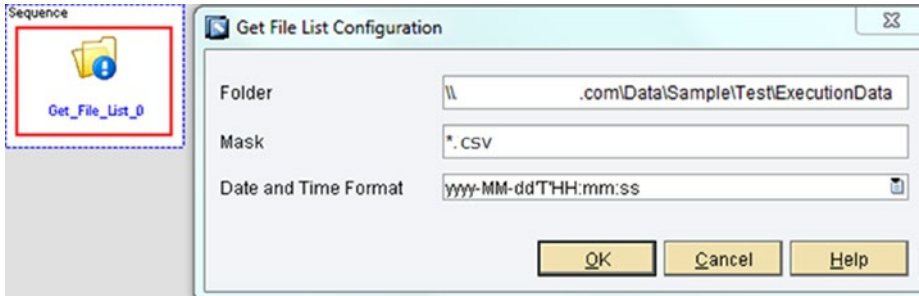 Sequence
Get_File_List_0
Get File List Configuration
Folder
\\ .com\Data\Sample\Test\ExecutionData
Mask
*.csv
Date and Time Format
yyyy-MM-dd'T'HH:mm:ss
OK Cancel Help